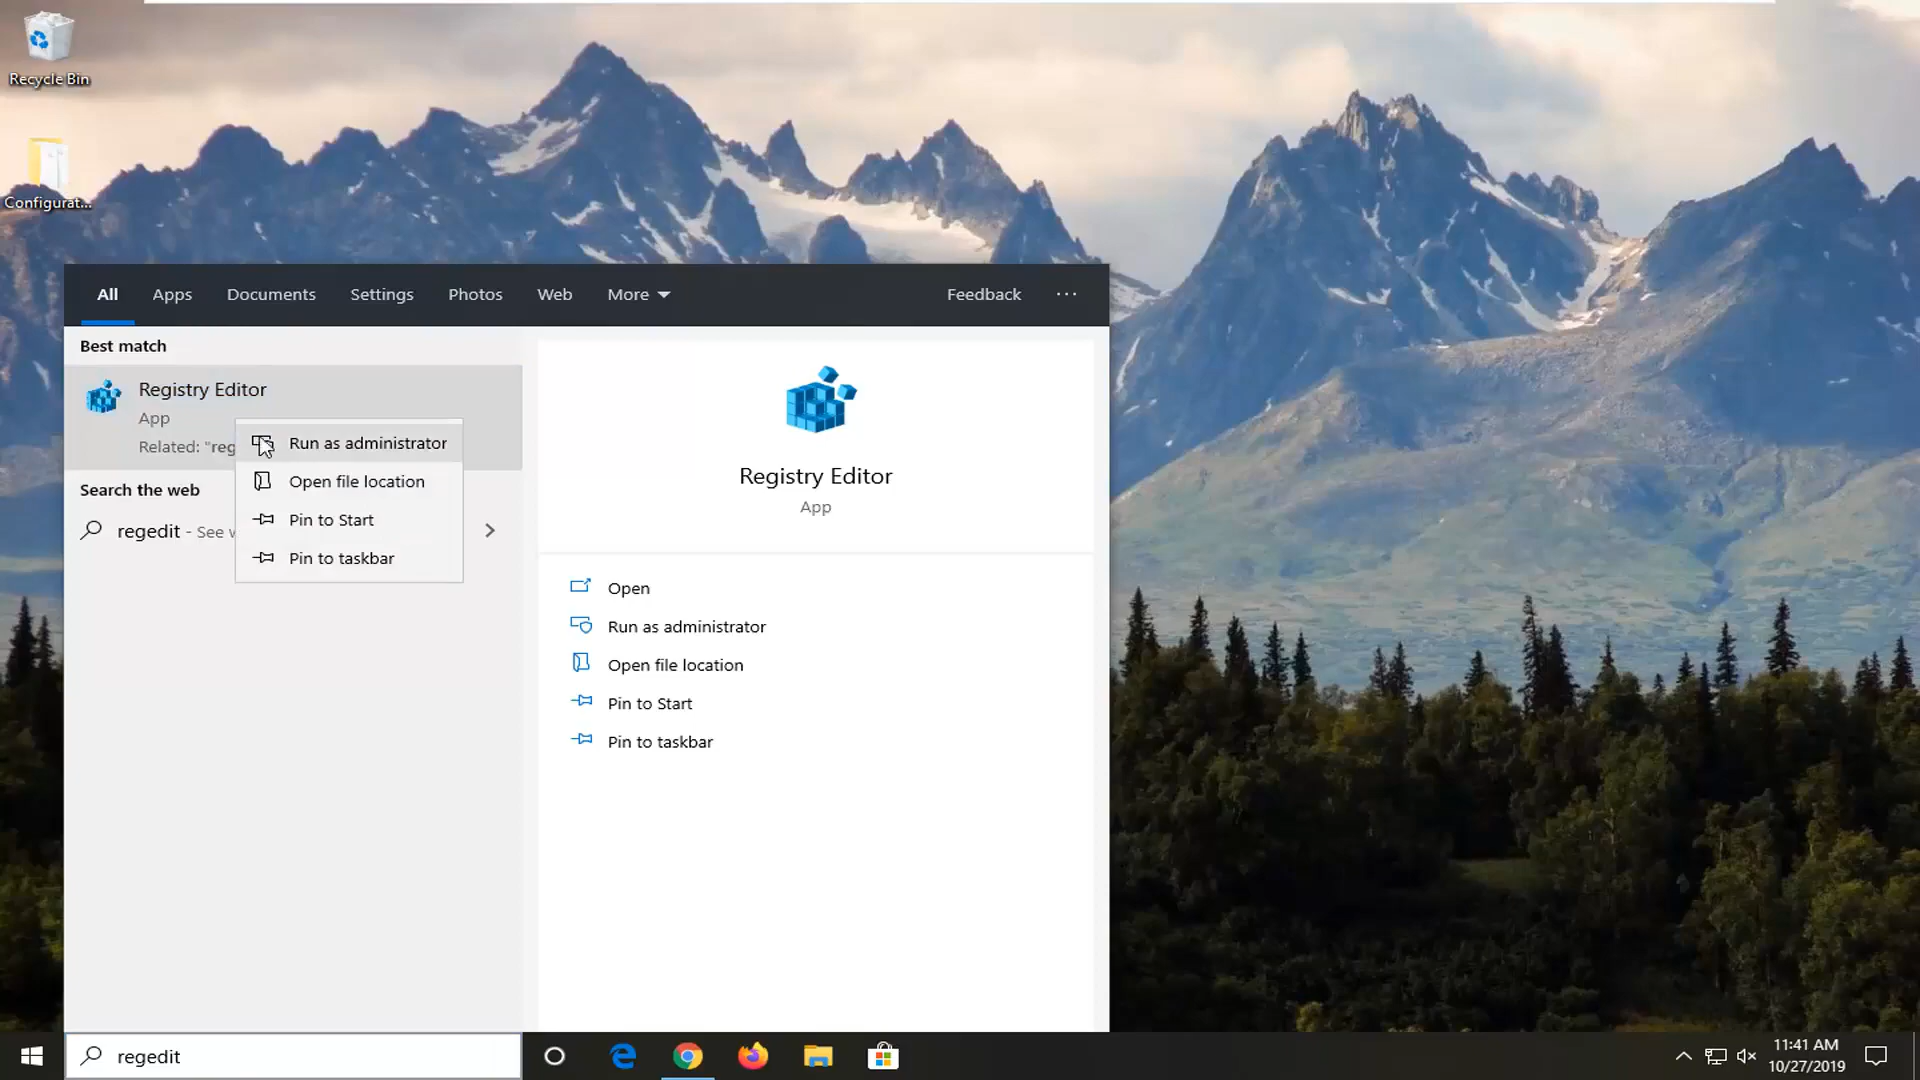 Recycle Bin
Configurat...
All Apps Documents Settings Photos Web More Feedback ...
Best match
Registry Editor
App
Related: "reg
Search the web
regedit - See w
Run as administrator
Open file location
Pin to Start
Pin to taskbar
Registry Editor
App
Open
Run as administrator
Open file location
Pin to Start
Pin to taskbar
regedit
11:41 AM
10/27/2019